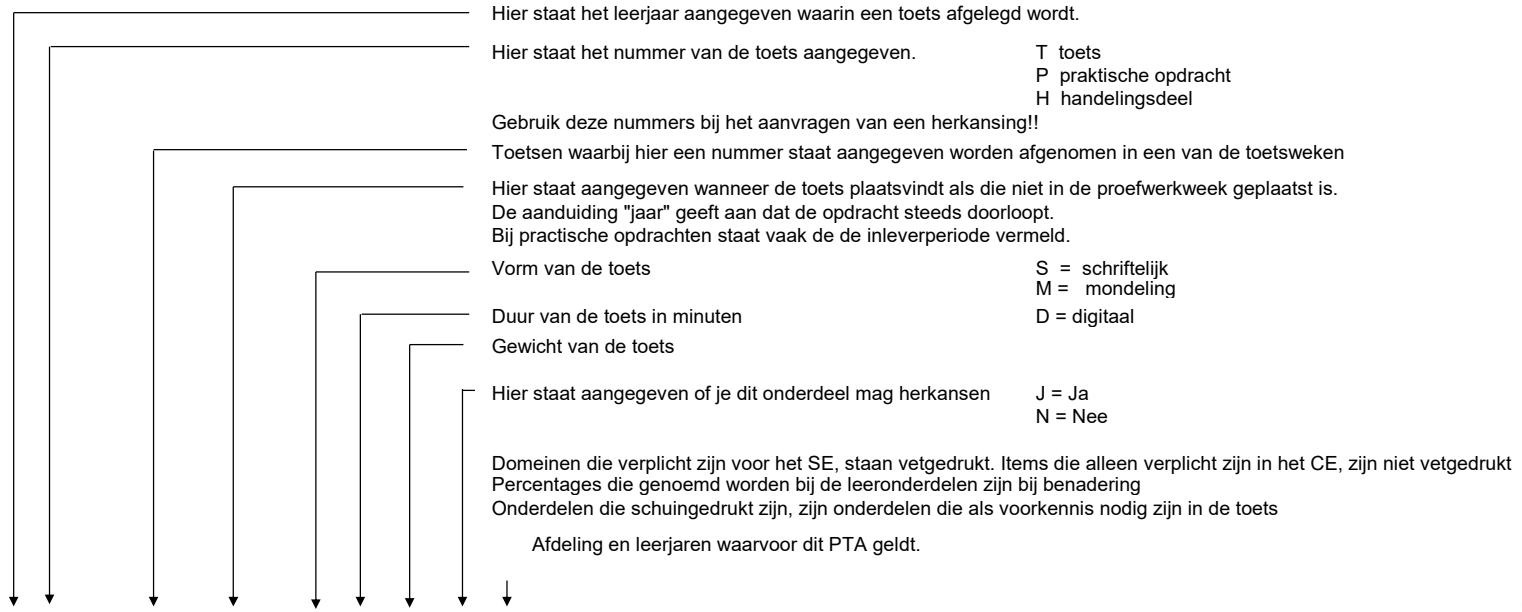 Hier staat het leerjaar aangegeven waarin een toets afgelegd wordt.
Hier staat het nummer van de toets aangegeven. T toets
P praktische opdracht
H handelingsdeel
Gebruik deze nummers bij het aanvragen van een herkansing!!
Toetsen waarbij hier een nummer staat aangegeven worden afgenomen in een van de toetsweken
Hier staat aangegeven wanneer de toets plaatsvindt als die niet in de proefwerkweek geplaatst is.
De aanduiding "jaar" geeft aan dat de opdracht steeds doorloopt.
Bij practische opdrachten staat vaak de de inleverperiode vermeld.
Vorm van de toets S = schriftelijk
M = mondeling
Duur van de toets in minuten D = digitaal
Gewicht van de toets
Hier staat aangegeven of je dit onderdeel mag herkansen J = Ja
N = Nee
Domeinen die verplicht zijn voor het SE, staan vetgedrukt. Items die alleen verplicht zijn in het CE, zijn niet vetgedrukt
Percentages die genoemd worden bij de leeronderdelen zijn bij benadering
Onderdelen die schuingedrukt zijn, zijn onderdelen die als voorkennis nodig zijn in de toets
Afdeling en leerjaren waarvoor dit PTA geldt.